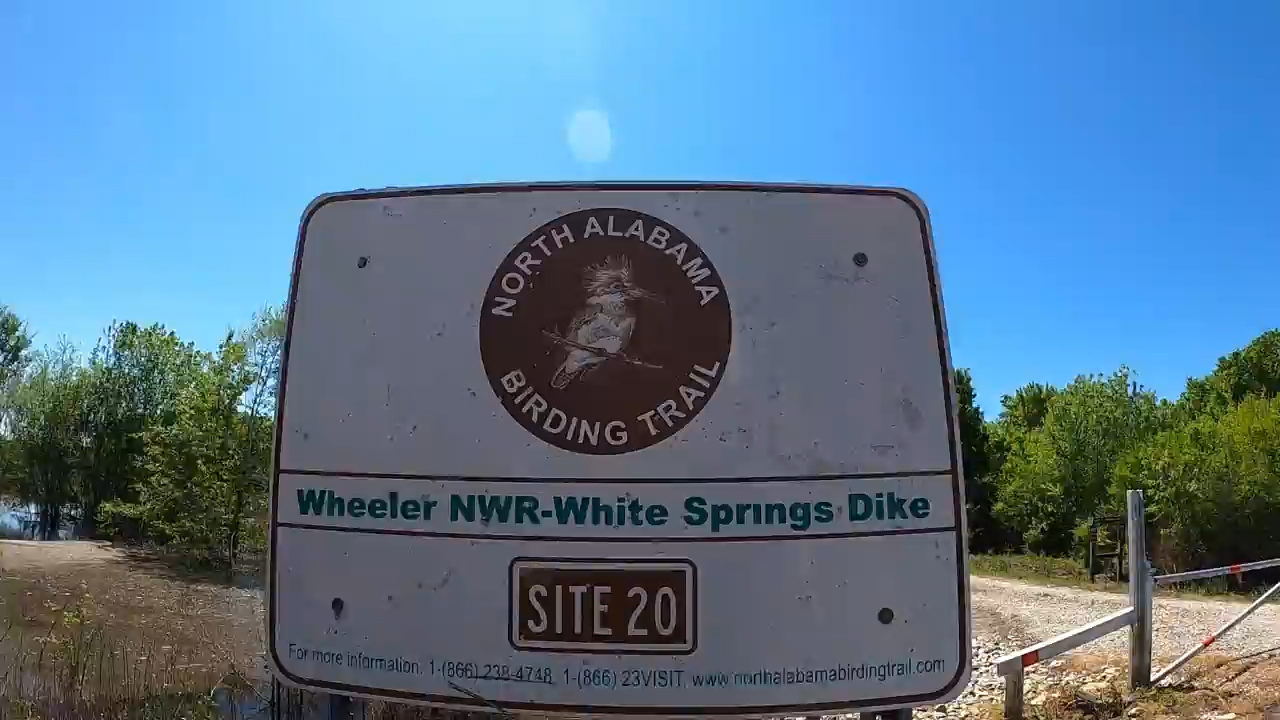 NORTH ALABAMA
BIRDING TRAIL
Wheeler NWR-White Springs Dike
SITE 20
For more information, 1-(866) 238-4748, 1-(866) 23VISIT, www.northalabamabirdingtrail.com